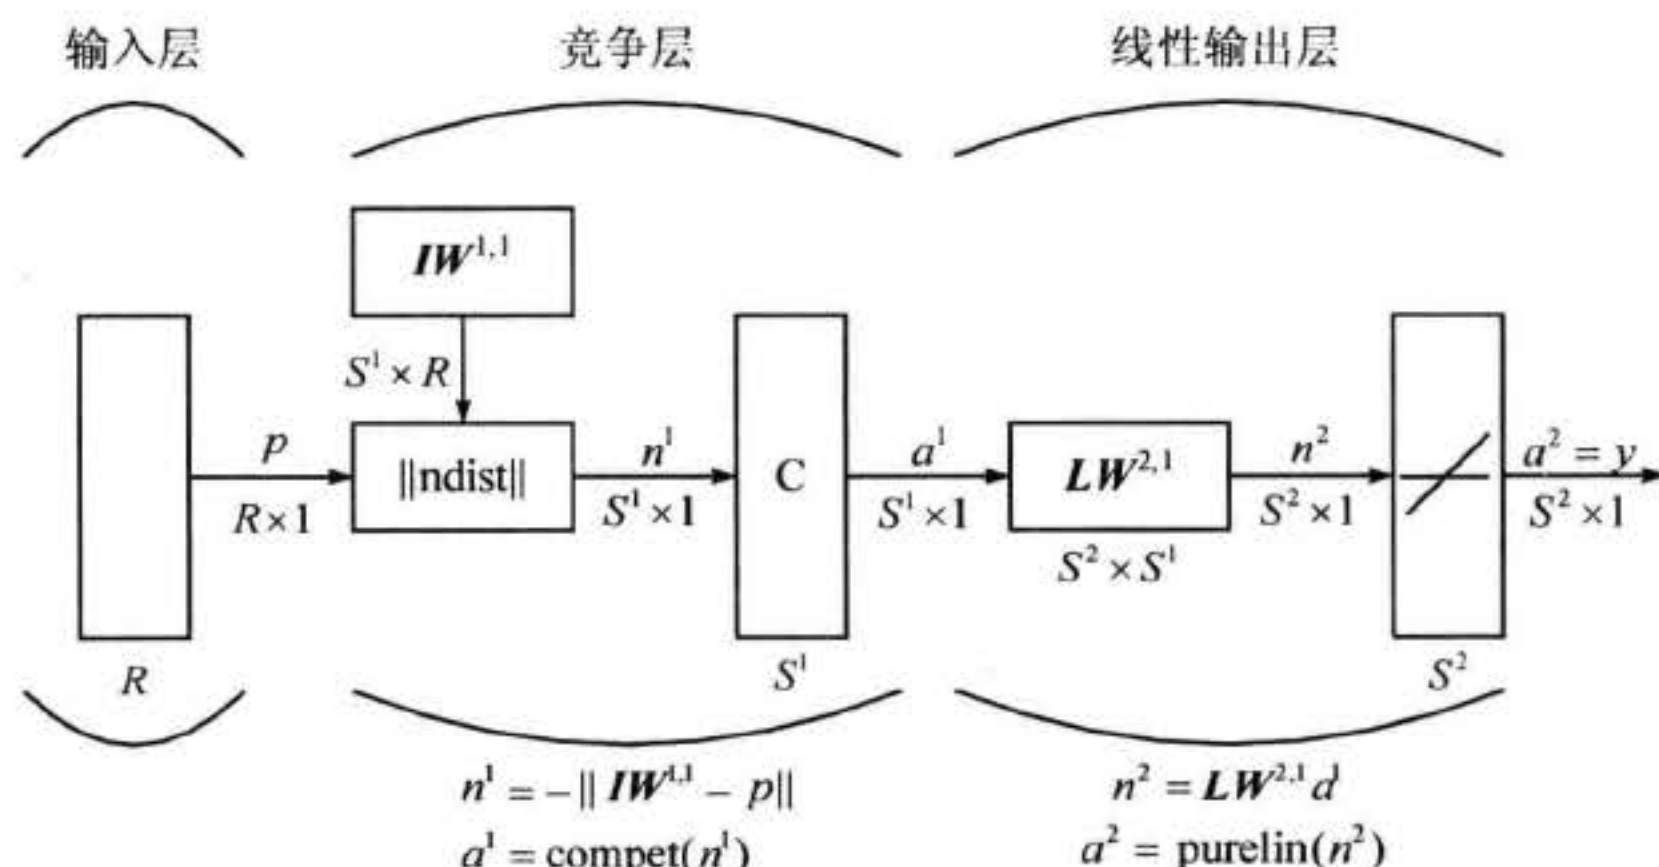 输入层 竞争层 线性输出层
IW^{1,1}
S^1 × R
p n^1 a^1 n^2 a^2 = y
||ndist|| C LW^{2,1}
R×1 S^1×1 S^1×1 S^2×1 S^2×1
S^2 × S^1
R S^1 S^2
n^1 = -|| IW^{1,1} - p || n^2 = LW^{2,1} a^1
a^1 = compet(n^1) a^2 = purelin(n^2)